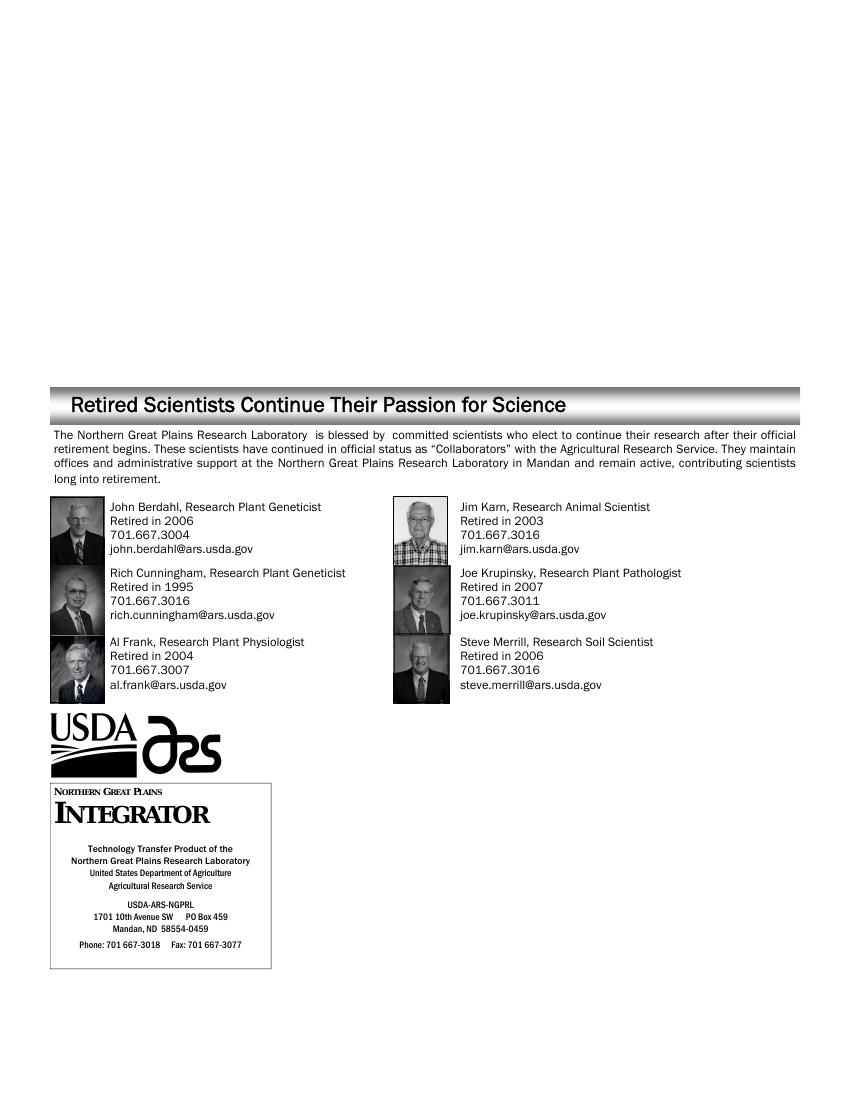 Retired Scientists Continue Their Passion for Science
The Northern Great Plains Research Laboratory is blessed by committed scientists who elect to continue their research after their official
retirement begins. These scientists have continued in official status as “Collaborators” with the Agricultural Research Service. They maintain
offices and administrative support at the Northern Great Plains Research Laboratory in Mandan and remain active, contributing scientists
long into retirement.
John Berdahl, Research Plant Geneticist
Retired in 2006
701.667.3004
john.berdahl@ars.usda.gov
Rich Cunningham, Research Plant Geneticist
Retired in 1995
701.667.3016
rich.cunningham@ars.usda.gov
Al Frank, Research Plant Physiologist
Retired in 2004
701.667.3007
al.frank@ars.usda.gov
Jim Karn, Research Animal Scientist
Retired in 2003
701.667.3016
jim.karn@ars.usda.gov
Joe Krupinsky, Research Plant Pathologist
Retired in 2007
701.667.3011
joe.krupinsky@ars.usda.gov
Steve Merrill, Research Soil Scientist
Retired in 2006
701.667.3016
steve.merrill@ars.usda.gov
USDA ars
NORTHERN GREAT PLAINS
INTEGRATOR
Technology Transfer Product of the
Northern Great Plains Research Laboratory
United States Department of Agriculture
Agricultural Research Service
USDA-ARS-NGPRL
1701 10th Avenue SW PO Box 459
Mandan, ND 58554-0459
Phone: 701 667-3018 Fax: 701 667-3077